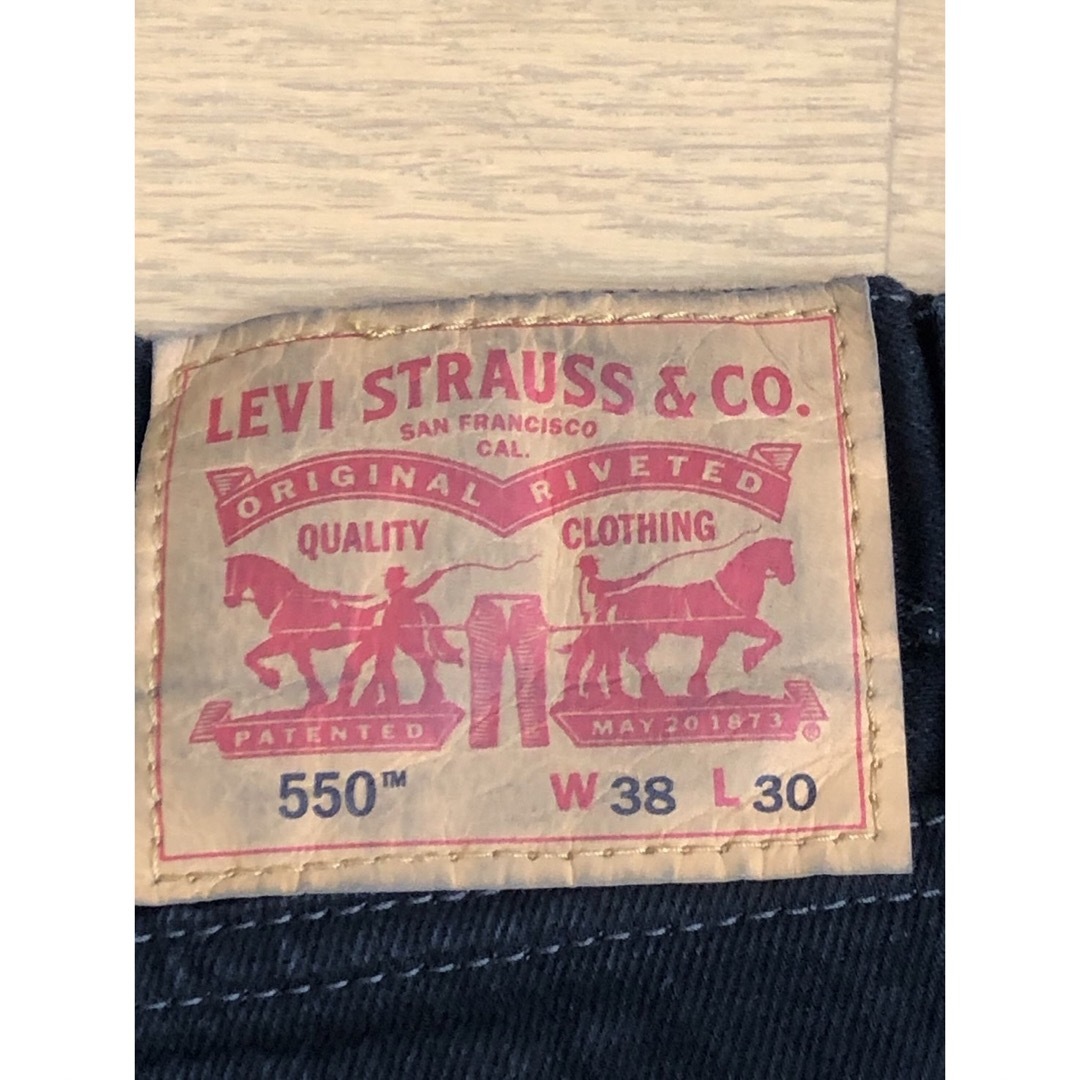 LEVI STRAUSS & CO.
SAN FRANCISCO
CAL.
ORIGINAL RIVETED
QUALITY CLOTHING
PATENTED MAY 20 1873 ®
550™ W 38 L 30